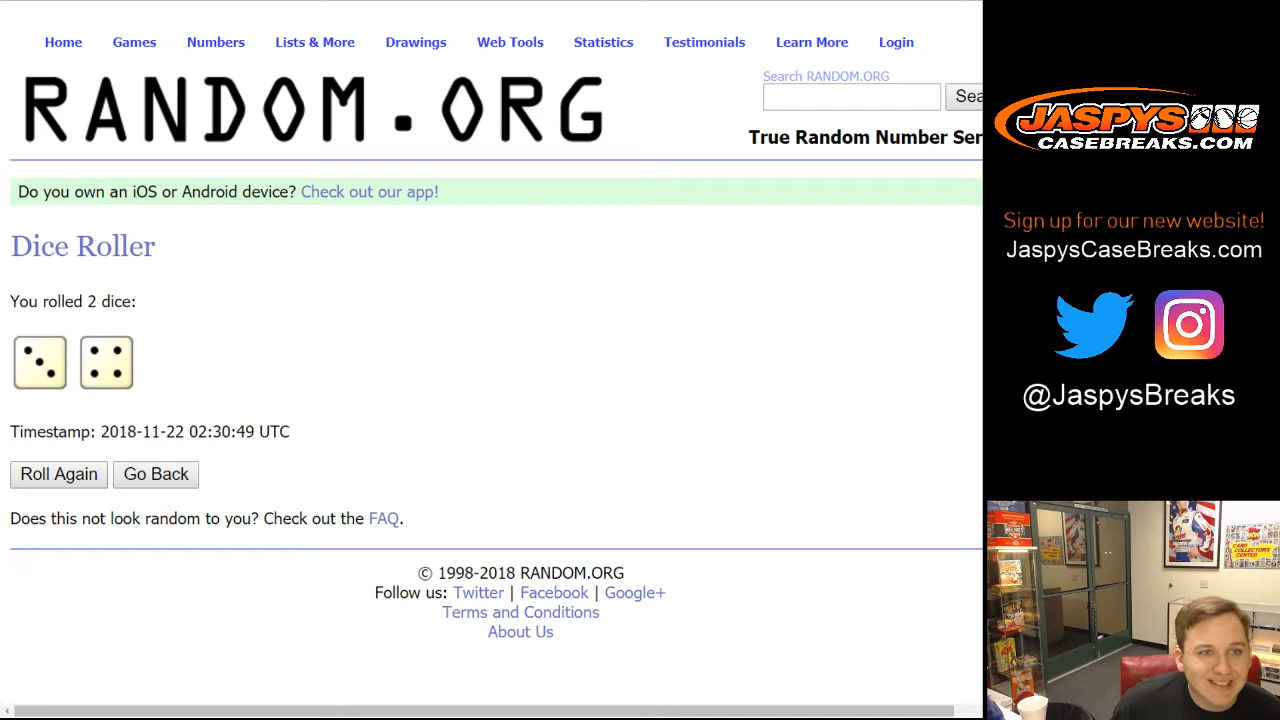 Home Games Numbers Lists & More Drawings Web Tools Statistics Testimonials Learn More Login
RANDOM.ORG
Search RANDOM.ORG
Sea
True Random Number Ser
Do you own an iOS or Android device? Check out our app!
Dice Roller
You rolled 2 dice:
Timestamp: 2018-11-22 02:30:49 UTC
Roll Again Go Back
Does this not look random to you? Check out the FAQ.
© 1998-2018 RANDOM.ORG
Follow us: Twitter | Facebook | Google+
Terms and Conditions
About Us
JASPYS
CASEBREAKS.COM
Sign up for our new website!
JaspysCaseBreaks.com
@JaspysBreaks
CARD
COLLECTORS
CENTER